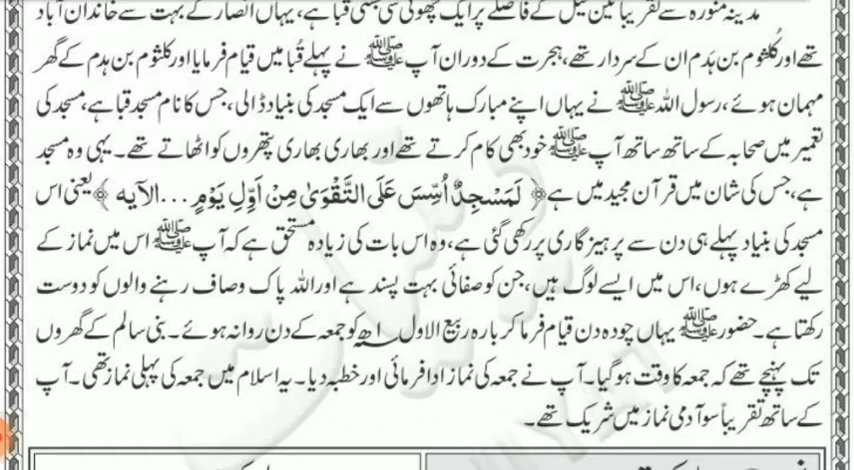 مدینہ منورہ سے تقریباً تین میل کے فاصلے پر ایک چھوٹی سی بستی قبا ہے، یہاں انصار کے بہت سے خاندان آباد
تھے اور کُلثوم بن ہَدم ان کے سردار تھے، ہجرت کے دوران آپ ﷺ نے پہلے قُبا میں قیام فرمایا اور کلثوم بن ہدم کے گھر
مہمان ہوئے، رسول اللہ ﷺ نے یہاں اپنے مبارک ہاتھوں سے ایک مسجد کی بنیاد ڈالی، جس کا نام مسجد قبا ہے، مسجد کی
تعمیر میں صحابہ کے ساتھ ساتھ آپ ﷺ خود بھی کام کرتے تھے اور بھاری بھاری پتھروں کو اٹھاتے تھے۔ یہی وہ مسجد
ہے، جس کی شان میں قرآن مجید میں ہے ﴿ لَمَسْجِدٌ اُسِّسَ عَلَی التَّقْوَىٰ مِنْ اَوَّلِ یَوْمٍ ...الآیه ﴾ یعنی اس
مسجد کی بنیاد پہلے ہی دن سے پرہیز گاری پر رکھی گئی ہے، وہ اس بات کی زیادہ مستحق ہے کہ آپ ﷺ اس میں نماز کے
لیے کھڑے ہوں، اس میں ایسے لوگ ہیں، جن کو صفائی بہت پسند ہے اور اللہ پاک وصاف رہنے والوں کو دوست
رکھتا ہے۔ حضور ﷺ یہاں چودہ دن قیام فرما کر بارہ ربیع الاول ۱ھ کو جمعہ کے دن روانہ ہوئے۔ بنی سالم کے گھروں
تک پہنچے تھے کہ جمعہ کا وقت ہو گیا۔ آپ نے جمعہ کی نماز ادا فرمائی اور خطبہ دیا۔ یہ اسلام میں جمعہ کی پہلی نماز تھی۔ آپ
کے ساتھ تقریباً سو آدمی نماز میں شریک تھے۔